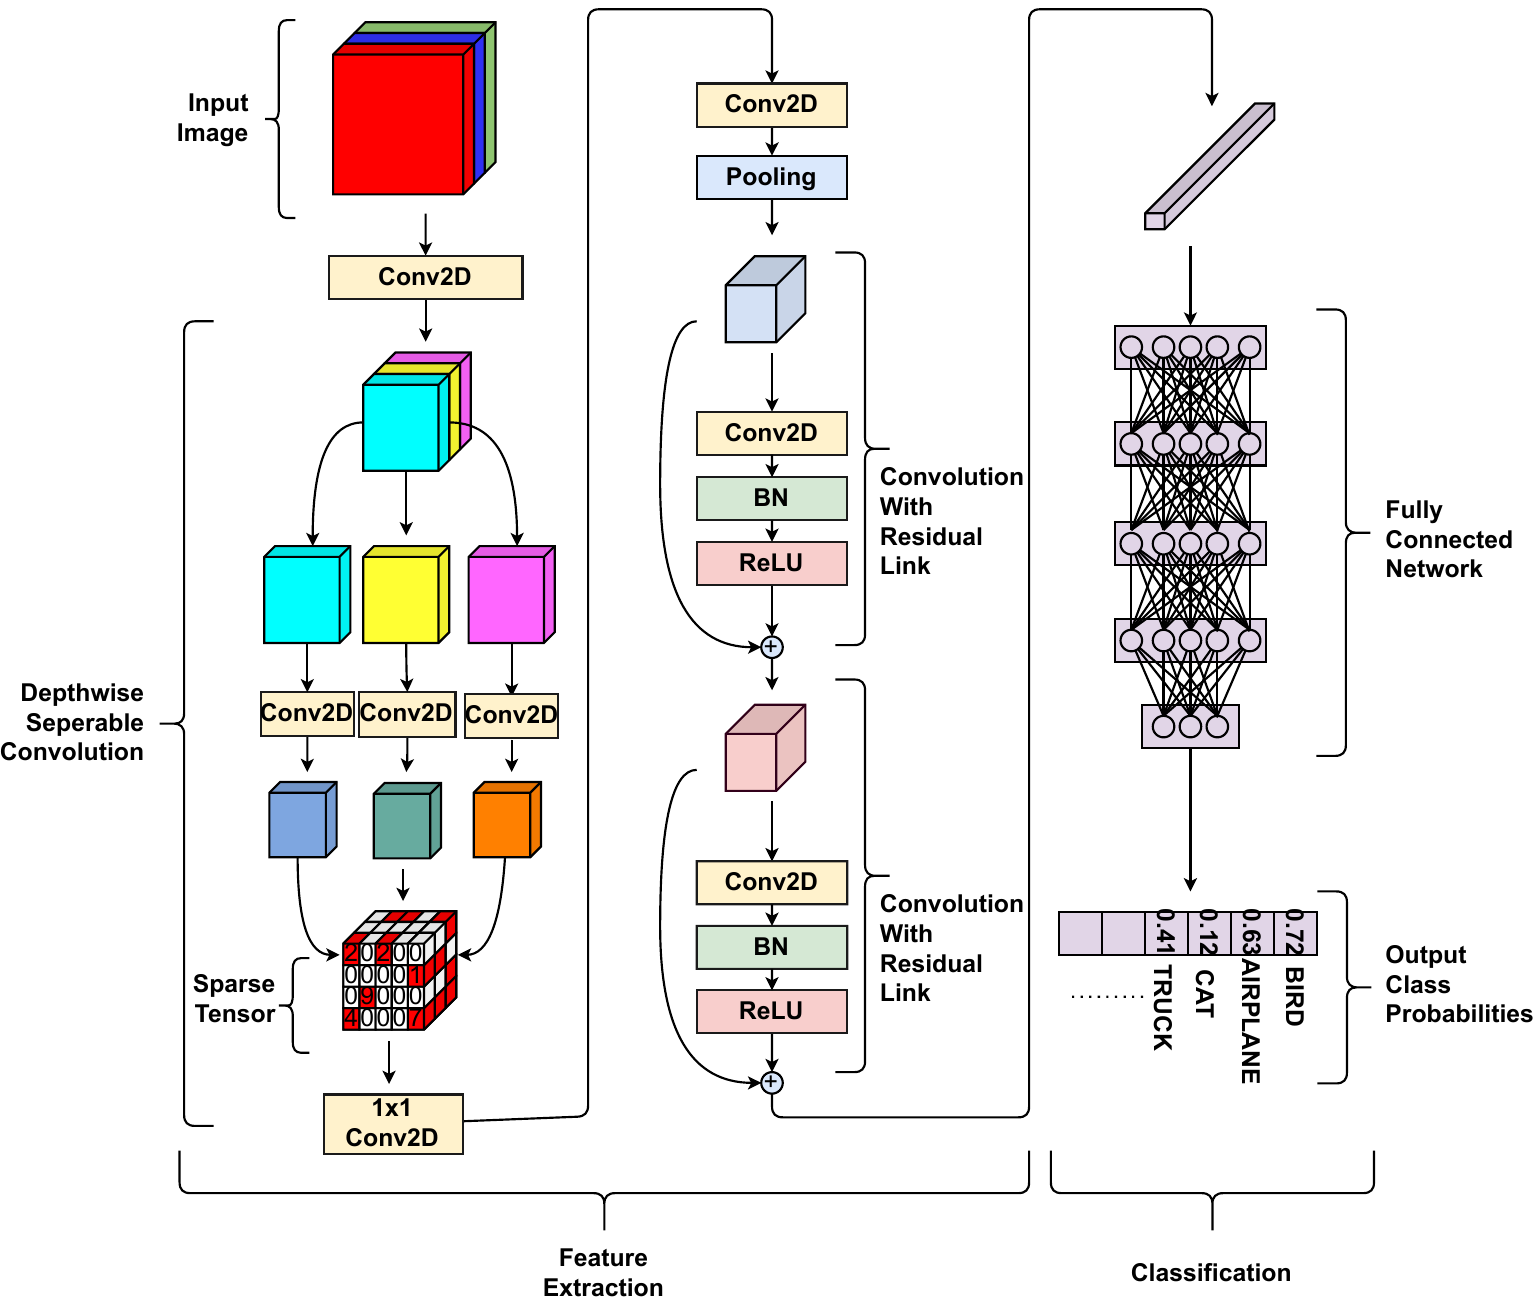 Input
Image
Conv2D
Depthwise
Seperable
Convolution
Conv2D
Conv2D
Conv2D
Sparse
Tensor
2 0 2 0 0
0 0 0 0 1
0 9 0 0 0
4 0 0 0 7
1x1
Conv2D
Conv2D
Pooling
Conv2D
BN
ReLU
+
Convolution
With
Residual
Link
Conv2D
BN
ReLU
+
Convolution
With
Residual
Link
Feature
Extraction
Fully
Connected
Network
0.41 TRUCK
0.12 CAT
0.63 AIRPLANE
0.72 BIRD
.........
Output
Class
Probabilities
Classification